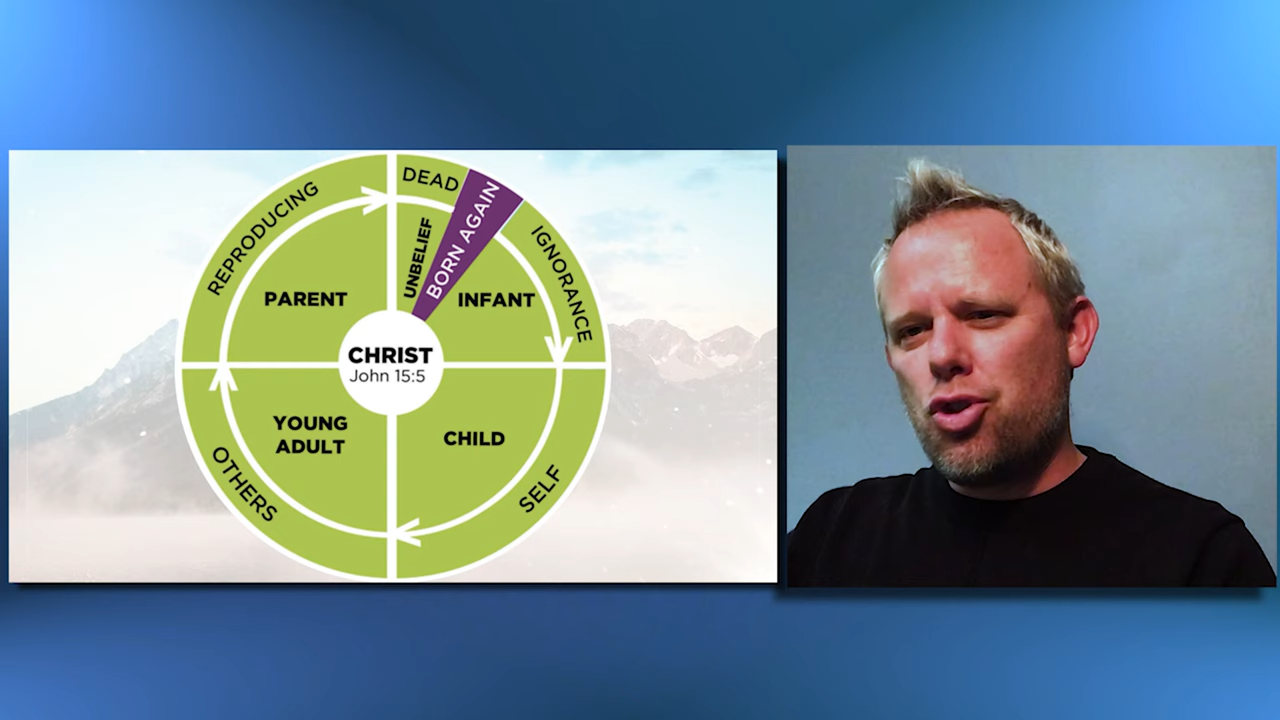 REPRODUCING
DEAD
BORN AGAIN
IGNORANCE
UNBELIEF
PARENT
INFANT
CHRIST
John 15:5
YOUNG
ADULT
CHILD
OTHERS
SELF